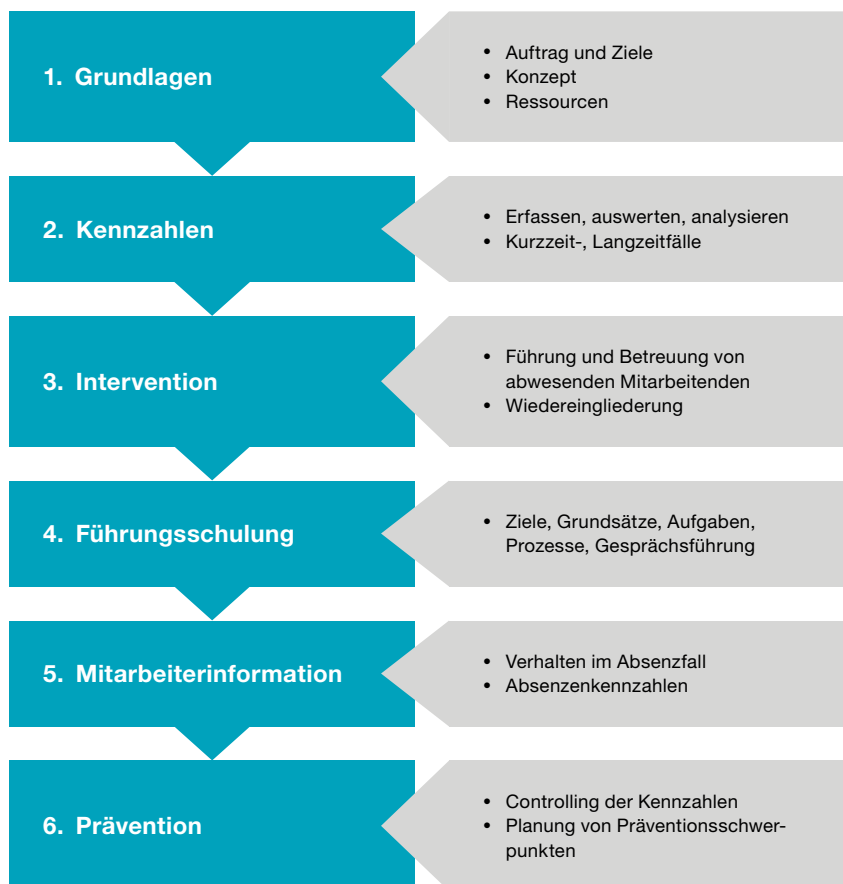 1. Grundlagen
• Auftrag und Ziele
• Konzept
• Ressourcen
2. Kennzahlen
• Erfassen, auswerten, analysieren
• Kurzzeit-, Langzeitfälle
3. Intervention
• Führung und Betreuung von
abwesenden Mitarbeitenden
• Wiedereingliederung
4. Führungsschulung
• Ziele, Grundsätze, Aufgaben,
Prozesse, Gesprächsführung
5. Mitarbeiterinformation
• Verhalten im Absenzfall
• Absenzenkennzahlen
6. Prävention
• Controlling der Kennzahlen
• Planung von Präventionsschwer-
punkten